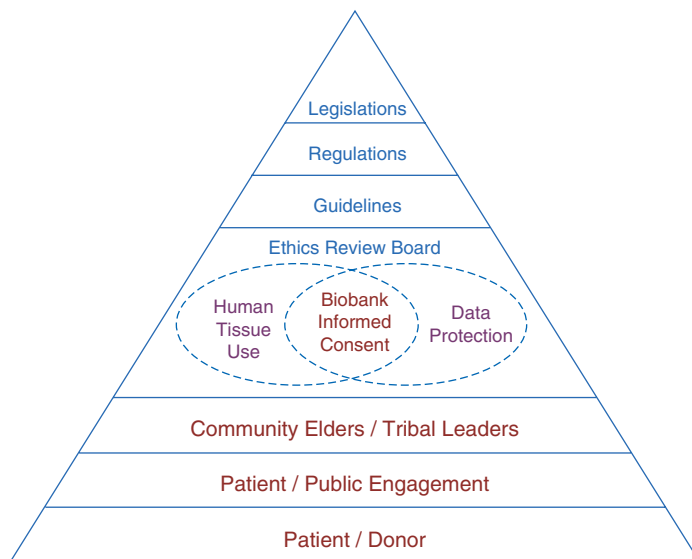 Legislations
Regulations
Guidelines
Ethics Review Board
Human
Tissue
Use
Biobank
Informed
Consent
Data
Protection
Community Elders / Tribal Leaders
Patient / Public Engagement
Patient / Donor